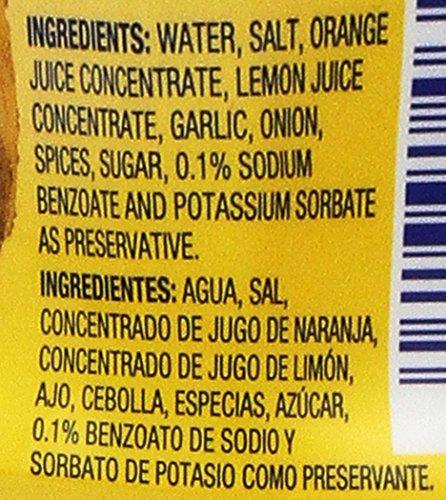 INGREDIENTS: WATER, SALT, ORANGE
JUICE CONCENTRATE, LEMON JUICE
CONCENTRATE, GARLIC, ONION,
SPICES, SUGAR, 0.1% SODIUM
BENZOATE AND POTASSIUM SORBATE
AS PRESERVATIVE.
INGREDIENTES: AGUA, SAL,
CONCENTRADO DE JUGO DE NARANJA,
CONCENTRADO DE JUGO DE LIMÓN,
AJO, CEBOLLA, ESPECIAS, AZÚCAR,
0.1% BENZOATO DE SODIO Y
SORBATO DE POTASIO COMO PRESERVANTE.